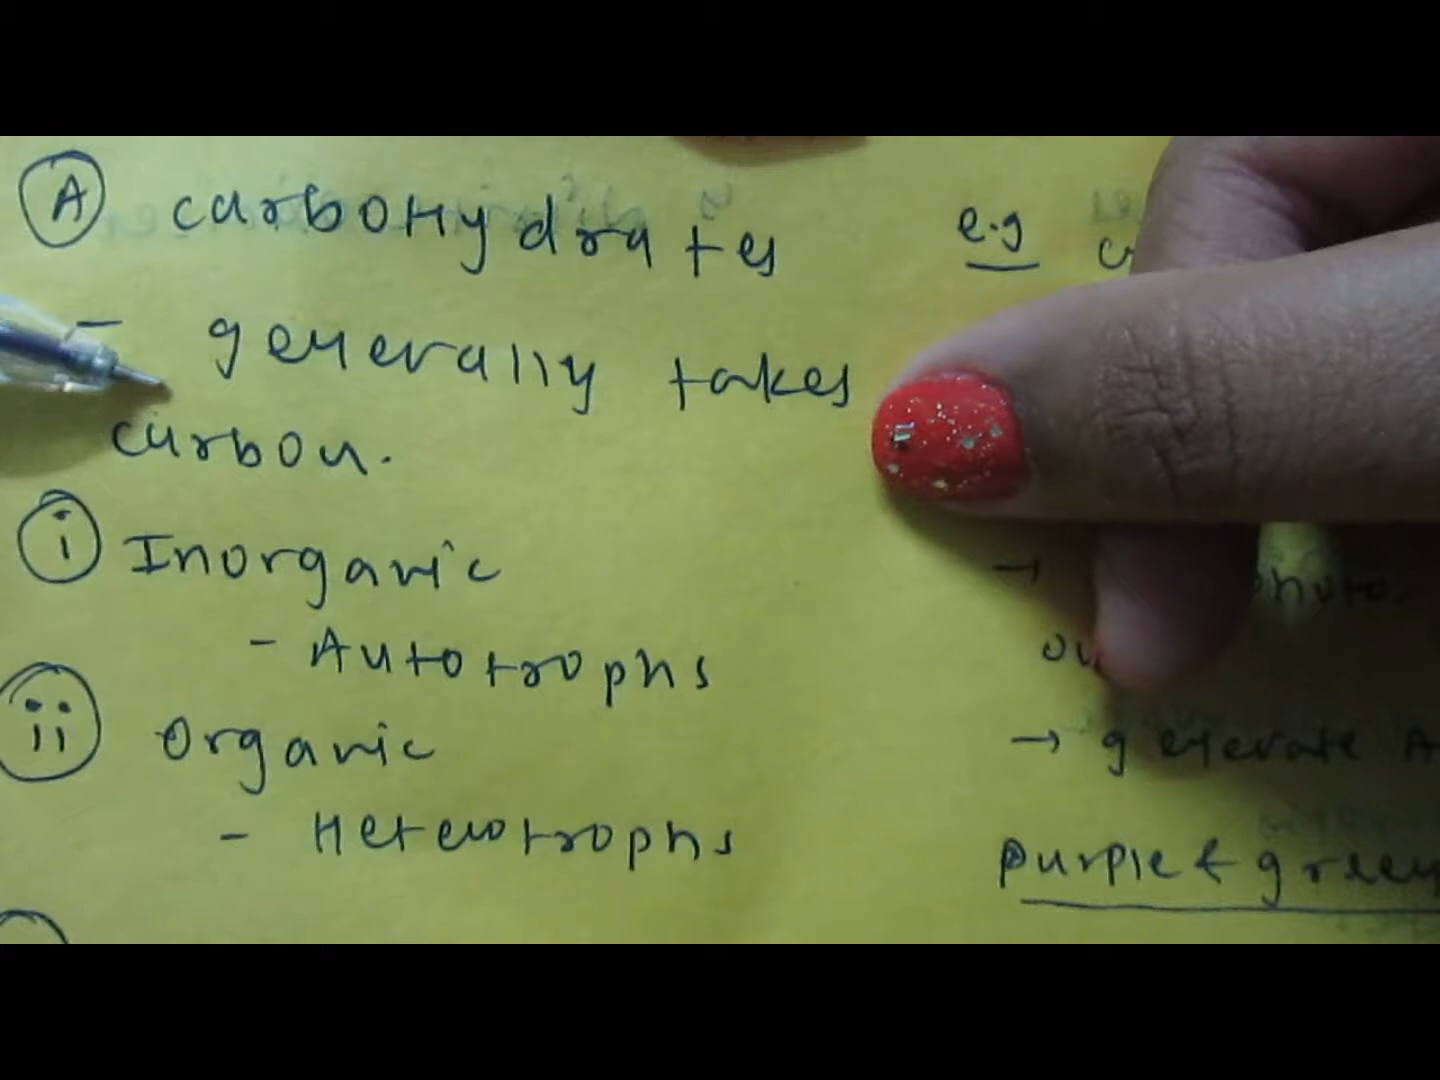 A carboHydrates
- generally takes
carbon.
i Inorganic
- Autotrophs
ii Organic
- Heterotrophs
e.g
→
→ generate A
purple & green